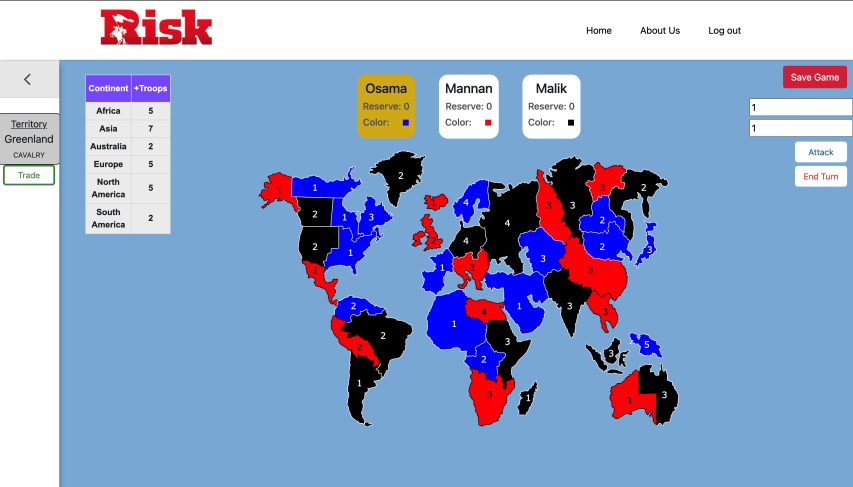 Risk
Home About Us Log out
Save Game
Continent +Troops
Africa 5
Asia 7
Australia 2
Europe 5
North America 5
South America 2
Osama
Reserve: 0
Color:
Mannan
Reserve: 0
Color:
Malik
Reserve: 0
Color:
1
1
Attack
End Turn
Territory
Greenland
CAVALRY
Trade
1 1 2 3 2
2 1 3 4 3 3 2
2 1 2 4 4 2 3
2 1 3 3 3 2
2 1 4 1 3 3
2 2 3 3 5
1 2 3 1 3 3